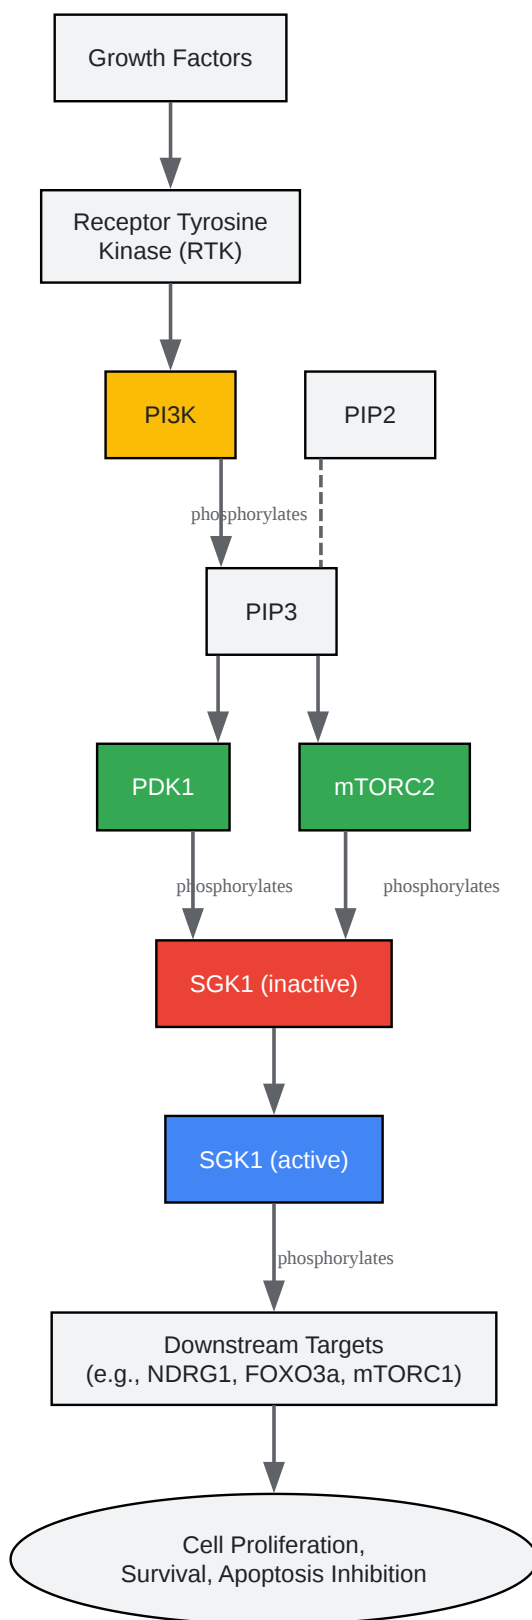 Growth Factors
Receptor Tyrosine
Kinase (RTK)
PI3K
PIP2
phosphorylates
PIP3
PDK1
mTORC2
phosphorylates
phosphorylates
SGK1 (inactive)
SGK1 (active)
phosphorylates
Downstream Targets
(e.g., NDRG1, FOXO3a, mTORC1)
Cell Proliferation,
Survival, Apoptosis Inhibition